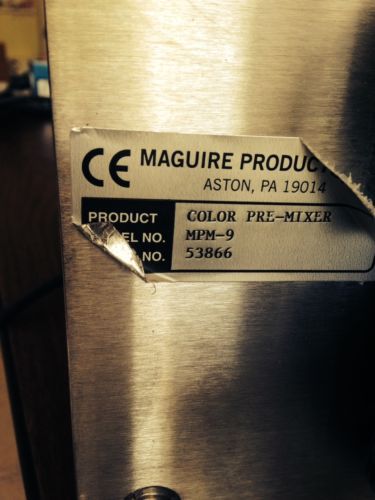 CE MAGUIRE PRODUC
ASTON, PA 19014
PRODUCT COLOR PRE-MIXER
EL NO. MPM-9
NO. 53866